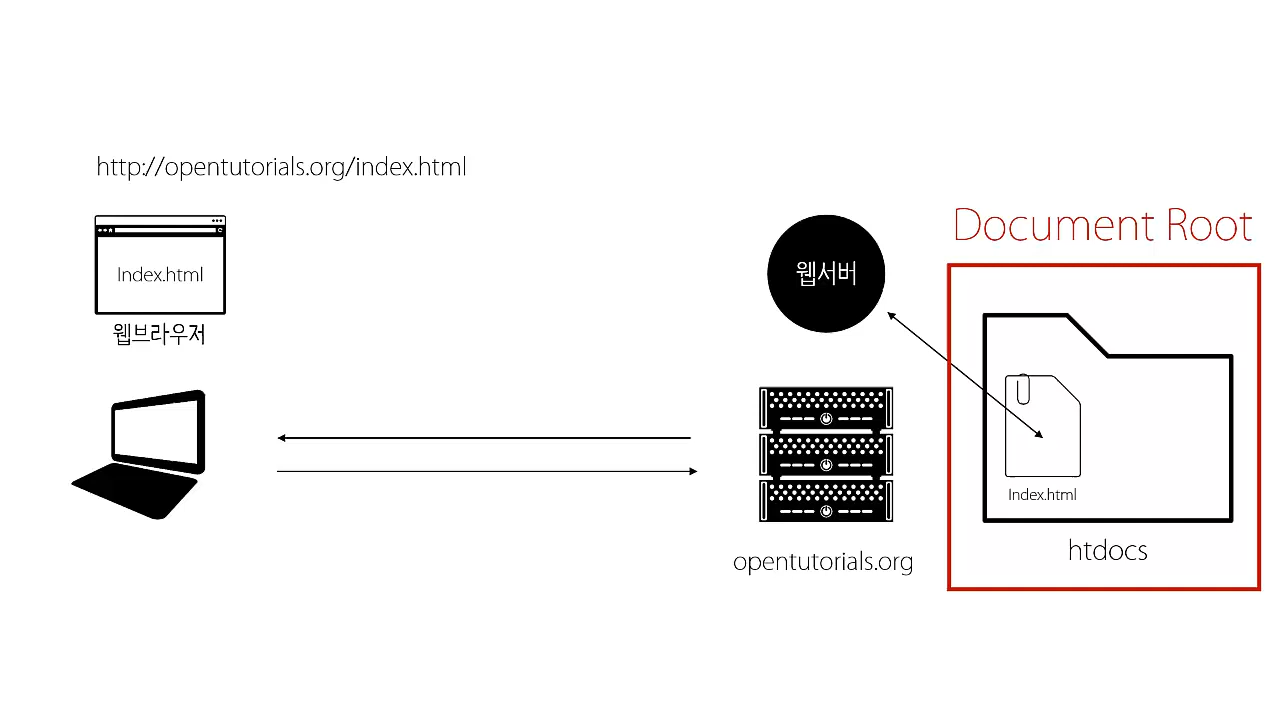 http://opentutorials.org/index.html
Index.html
웹브라우저
웹서버
opentutorials.org
Document Root
Index.html
htdocs